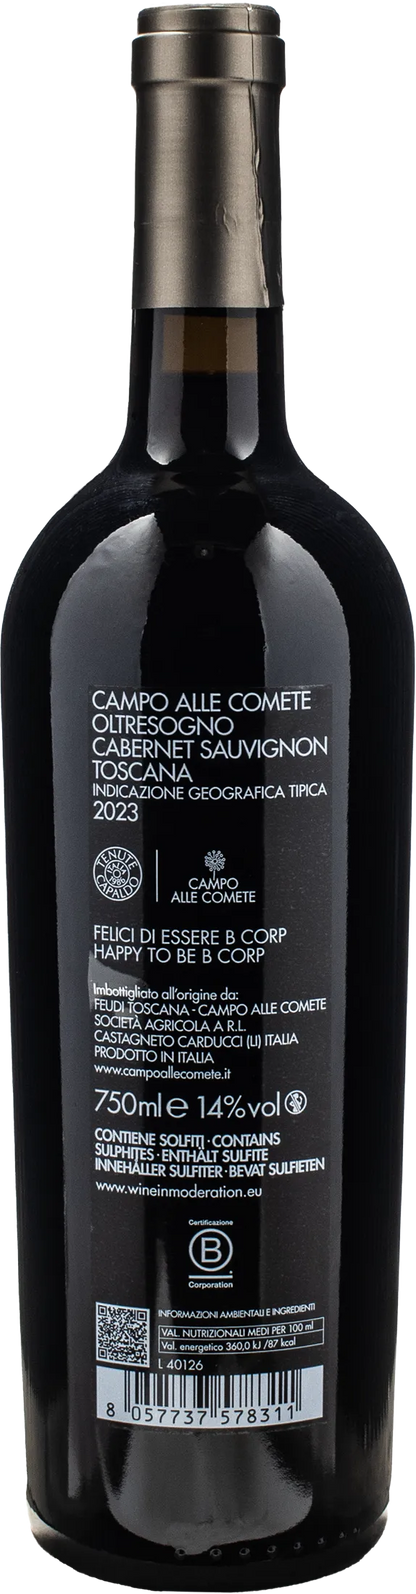 CAMPO ALLE COMETE
OLTRESOGNO
CABERNET SAUVIGNON
TOSCANA
INDICAZIONE GEOGRAFICA TIPICA
2023
TENUTE
CAPALDO
ITALY
1986
CAMPO
ALLE COMETE
FELICI DI ESSERE B CORP
HAPPY TO BE B CORP
Imbottigliato all'origine da:
FEUDI TOSCANA - CAMPO ALLE COMETE
SOCIETÀ AGRICOLA A R.L.
CASTAGNETO CARDUCCI (LI) ITALIA
PRODOTTO IN ITALIA
www.campoallecomete.it
750ml e 14%vol
CONTIENE SOLFITI · CONTAINS
SULPHITES · ENTHÄLT SULFITE
INNEHÅLLER SULFITER · BEVAT SULFIETEN
www.wineinmoderation.eu
Certificazione
B
Corporation
INFORMAZIONI AMBIENTALI E INGREDIENTI
VAL. NUTRIZIONALI MEDI PER 100 ml
Val. energetico 360,0 kJ /87 kcal
L 40126
8 057737 578311